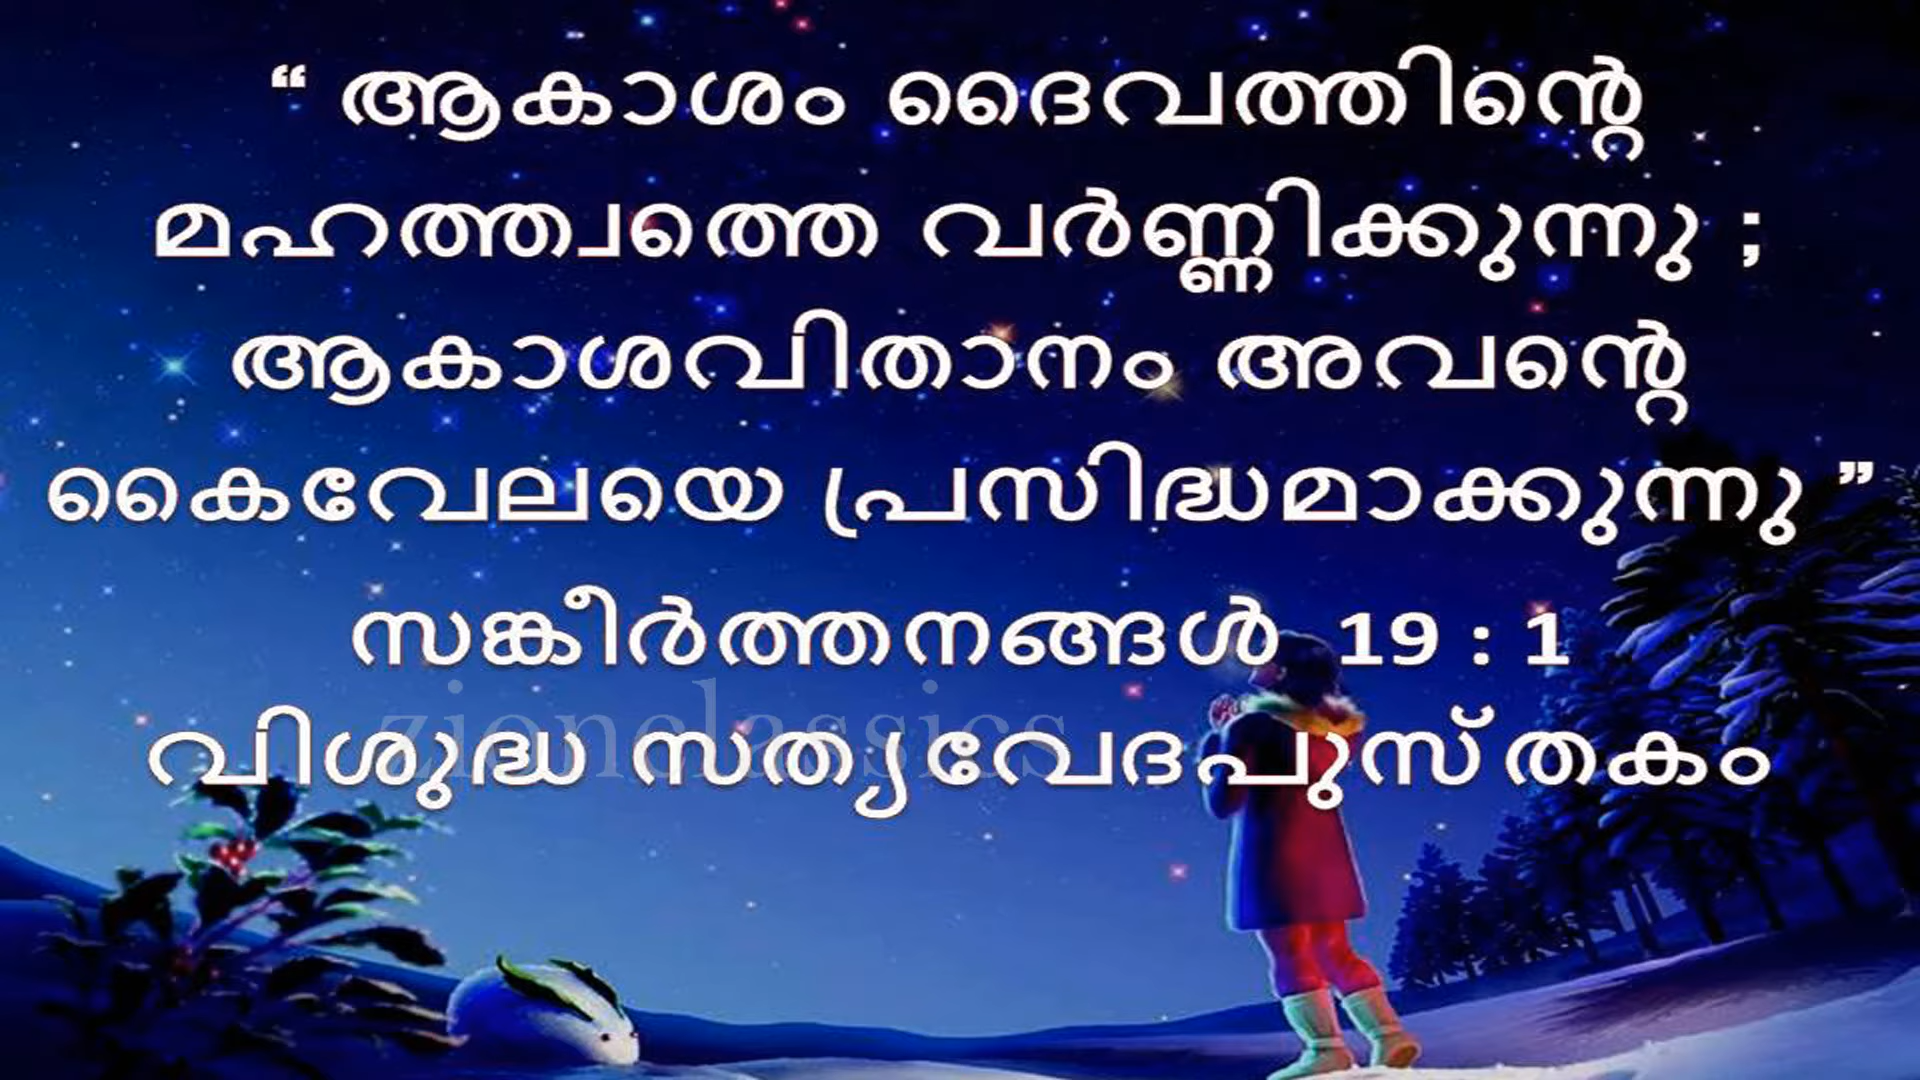 “ ആകാശം ദൈവത്തിന്റെ
മഹത്ത്വത്തെ വർണ്ണിക്കുന്നു ;
ആകാശവിതാനം അവന്റെ
കൈവേലയെ പ്രസിദ്ധമാക്കുന്നു ”
സങ്കീർത്തനങ്ങൾ 19 : 1
വിശുദ്ധ സത്യവേദപുസ്തകം
zionclassics